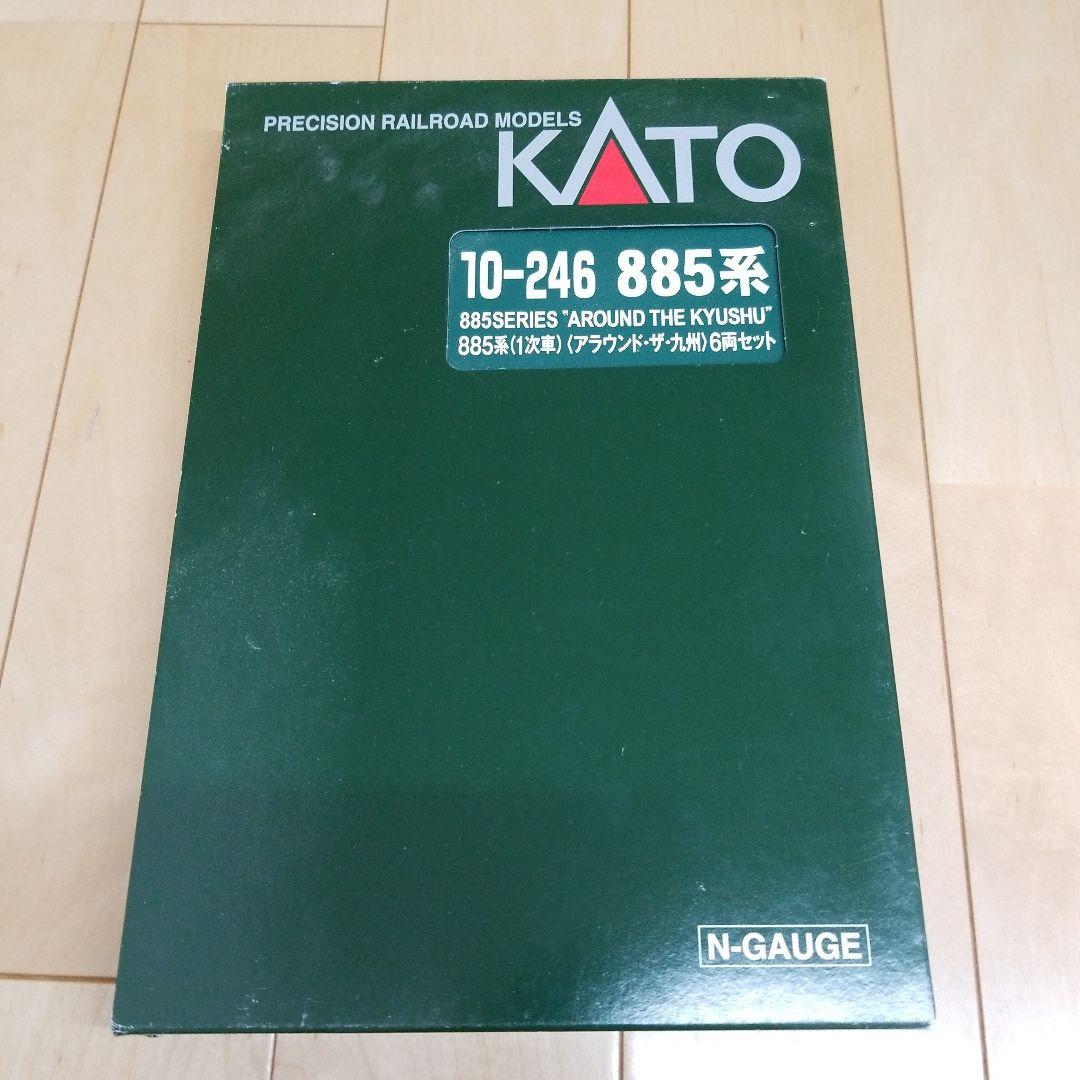 PRECISION RAILROAD MODELS
KATO
10-246 885系
885SERIES "AROUND THE KYUSHU"
885系(1次車)〈アラウンド・ザ・九州〉6両セット
N-GAUGE